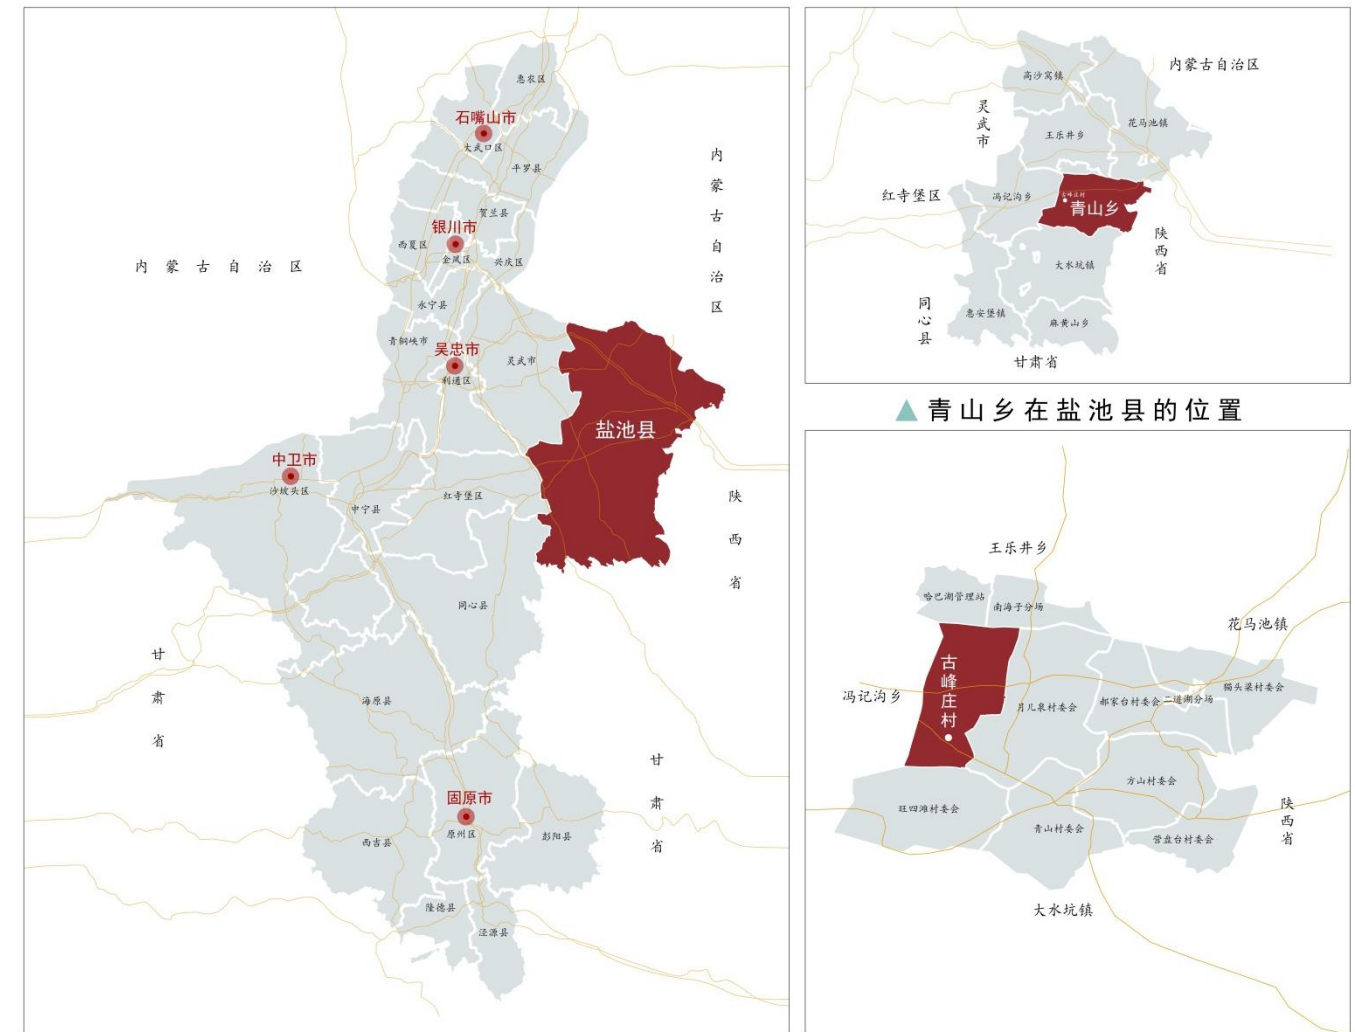 惠农区
石嘴山市
大武口区
平罗县
贺兰县
银川市
西夏区
金凤区
兴庆区
内蒙古自治区
内蒙古自治区
永宁县
青铜峡市
吴忠市
利通区
灵武市
盐池县
中卫市
沙坡头区
中宁县
红寺堡区
陕西省
同心县
甘肃省
海原县
甘肃省
固原市
原州区
西吉县
彭阳县
隆德县
泾源县
高沙窝镇
内蒙古自治区
灵武市
王乐井乡
花马池镇
红寺堡区
冯记沟乡
古峰庄村
青山乡
陕西省
大水坑镇
同心县
惠安堡镇
麻黄山乡
甘肃省
▲青山乡在盐池县的位置
王乐井乡
哈巴湖管理站
南海子分场
花马池镇
古峰庄村
冯记沟乡
月儿泉村委会
郝家台村委会
二道湖分场
猫头梁村委会
方山村委会
旺四滩村委会
青山村委会
营盘台村委会
陕西省
大水坑镇